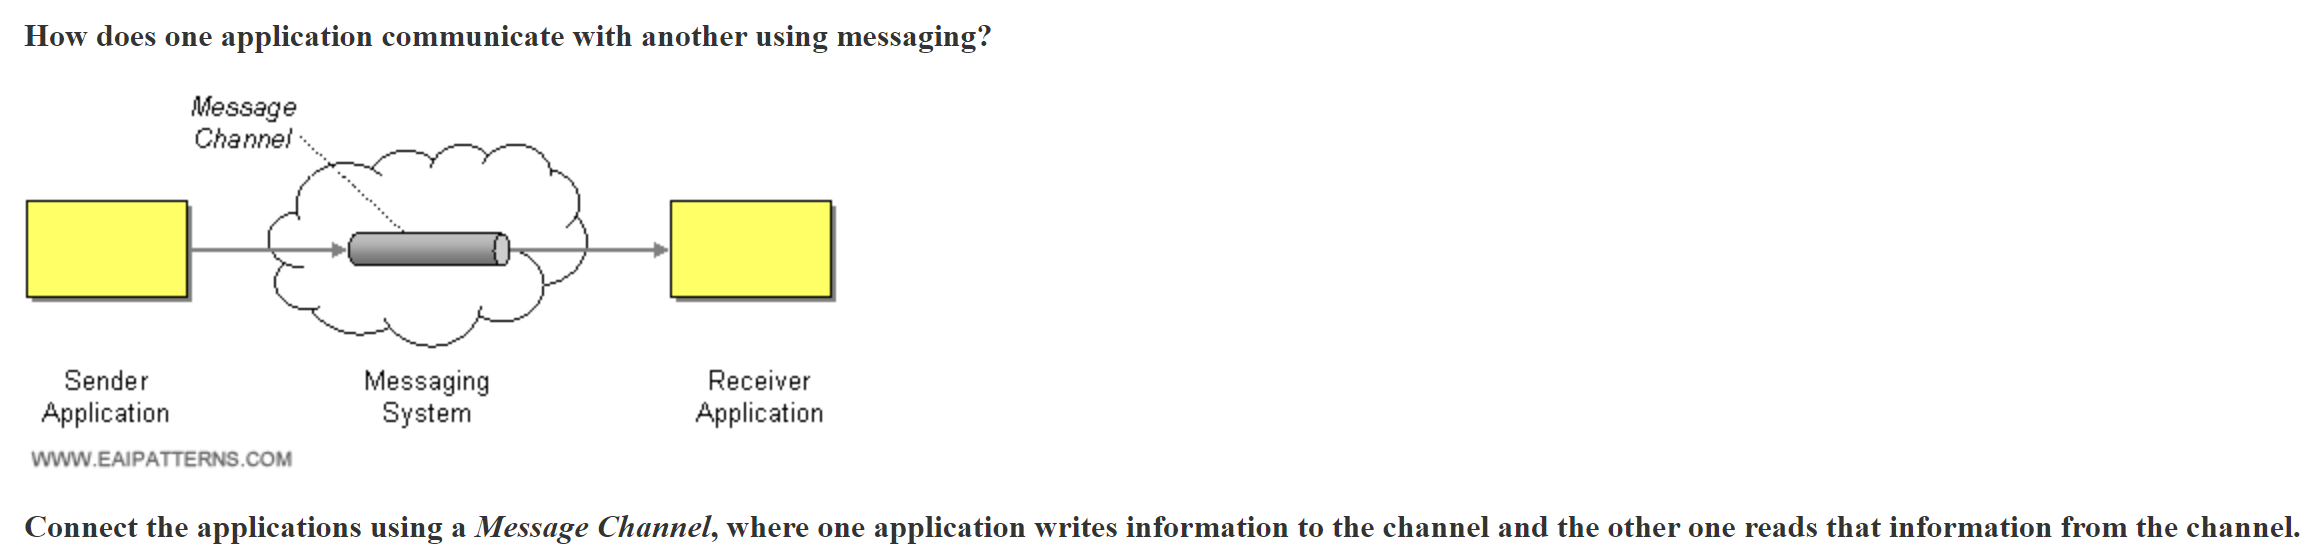 How does one application communicate with another using messaging?
Message
Channel
Sender
Application
Messaging
System
Receiver
Application
WWW.EAIPATTERNS.COM
Connect the applications using a Message Channel, where one application writes information to the channel and the other one reads that information from the channel.